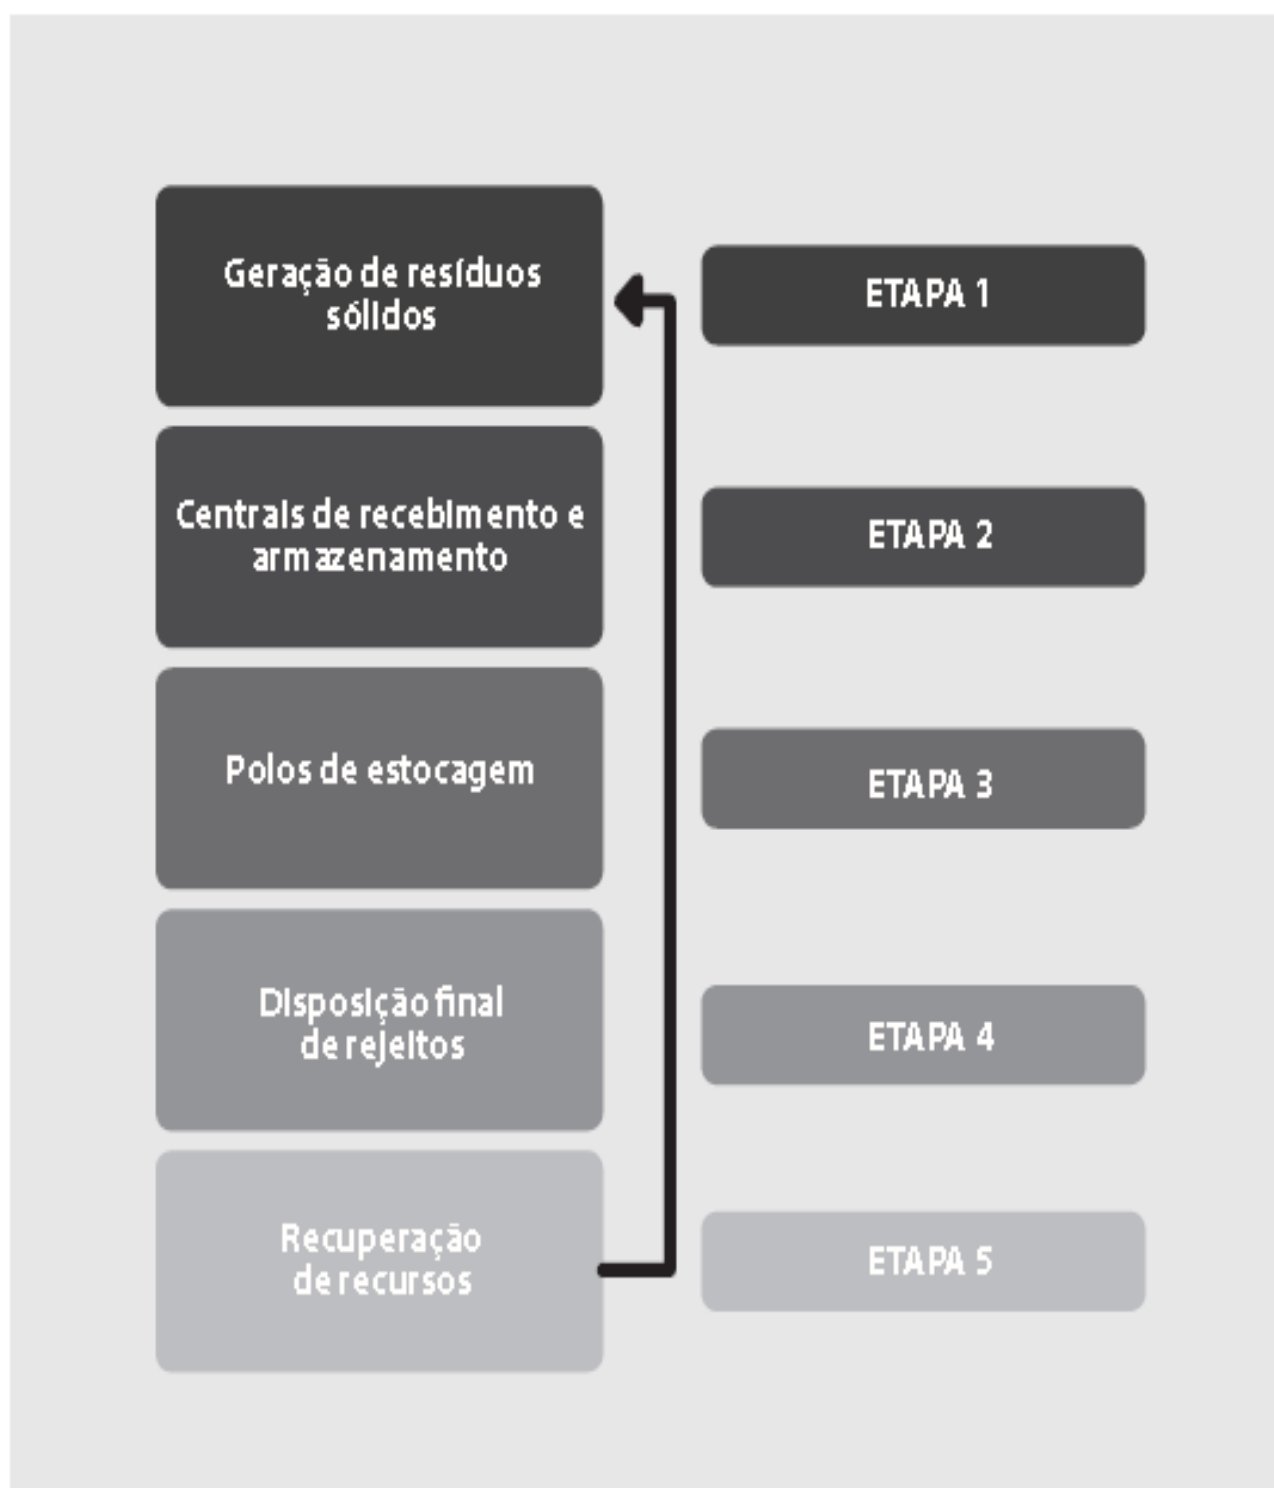 Geração de resíduos
sólidos
ETAPA 1
Centrais de recebimento e
armazenamento
ETAPA 2
Polos de estocagem
ETAPA 3
Disposição final
de rejeitos
ETAPA 4
Recuperação
de recursos
ETAPA 5